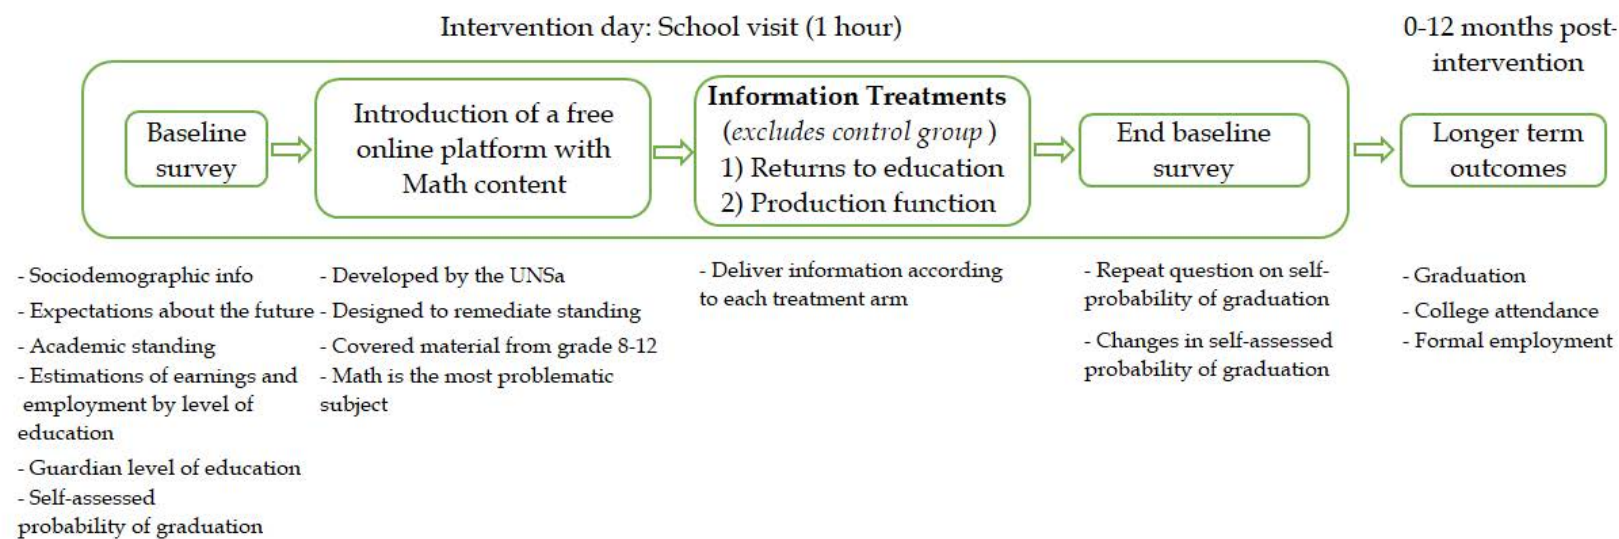 Intervention day: School visit (1 hour)
0-12 months post-
intervention
Baseline
survey
Introduction of a free
online platform with
Math content
Information Treatments
(excludes control group )
1) Returns to education
2) Production function
End baseline
survey
Longer term
outcomes
- Sociodemographic info
- Expectations about the future
- Academic standing
- Estimations of earnings and
employment by level of
education
- Guardian level of education
- Self-assessed
probability of graduation
- Developed by the UNSa
- Designed to remediate standing
- Covered material from grade 8-12
- Math is the most problematic
subject
- Deliver information according
to each treatment arm
- Repeat question on self-
probability of graduation
- Changes in self-assessed
probability of graduation
- Graduation
- College attendance
- Formal employment